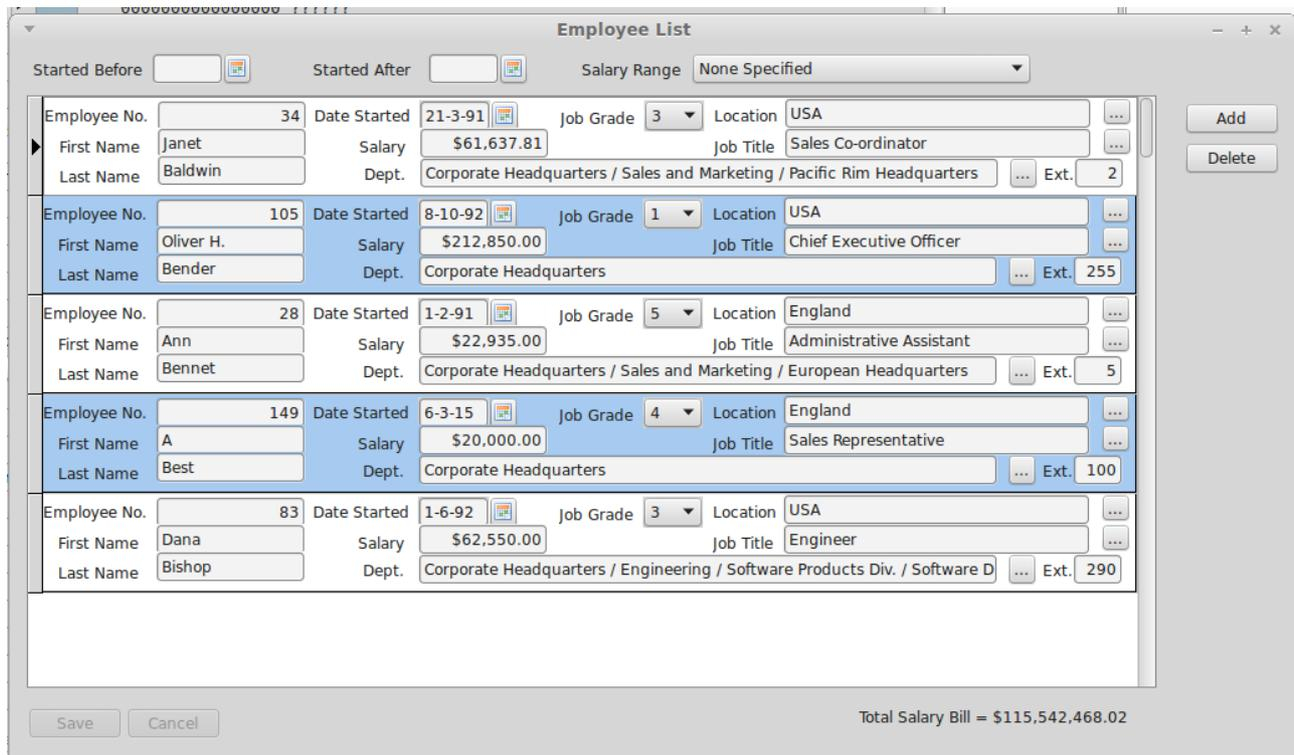 Employee List
Started Before Started After Salary Range None Specified
Employee No. 34 Date Started 21-3-91 Job Grade 3 Location USA ... Add
First Name Janet Salary $61,637.81 Job Title Sales Co-ordinator ...
Last Name Baldwin Dept. Corporate Headquarters / Sales and Marketing / Pacific Rim Headquarters ... Ext. 2 Delete
Employee No. 105 Date Started 8-10-92 Job Grade 1 Location USA ...
First Name Oliver H. Salary $212,850.00 Job Title Chief Executive Officer ...
Last Name Bender Dept. Corporate Headquarters ... Ext. 255
Employee No. 28 Date Started 1-2-91 Job Grade 5 Location England ...
First Name Ann Salary $22,935.00 Job Title Administrative Assistant ...
Last Name Bennet Dept. Corporate Headquarters / Sales and Marketing / European Headquarters ... Ext. 5
Employee No. 149 Date Started 6-3-15 Job Grade 4 Location England ...
First Name A Salary $20,000.00 Job Title Sales Representative ...
Last Name Best Dept. Corporate Headquarters ... Ext. 100
Employee No. 83 Date Started 1-6-92 Job Grade 3 Location USA ...
First Name Dana Salary $62,550.00 Job Title Engineer ...
Last Name Bishop Dept. Corporate Headquarters / Engineering / Software Products Div. / Software D ... Ext. 290
Save Cancel Total Salary Bill = $115,542,468.02